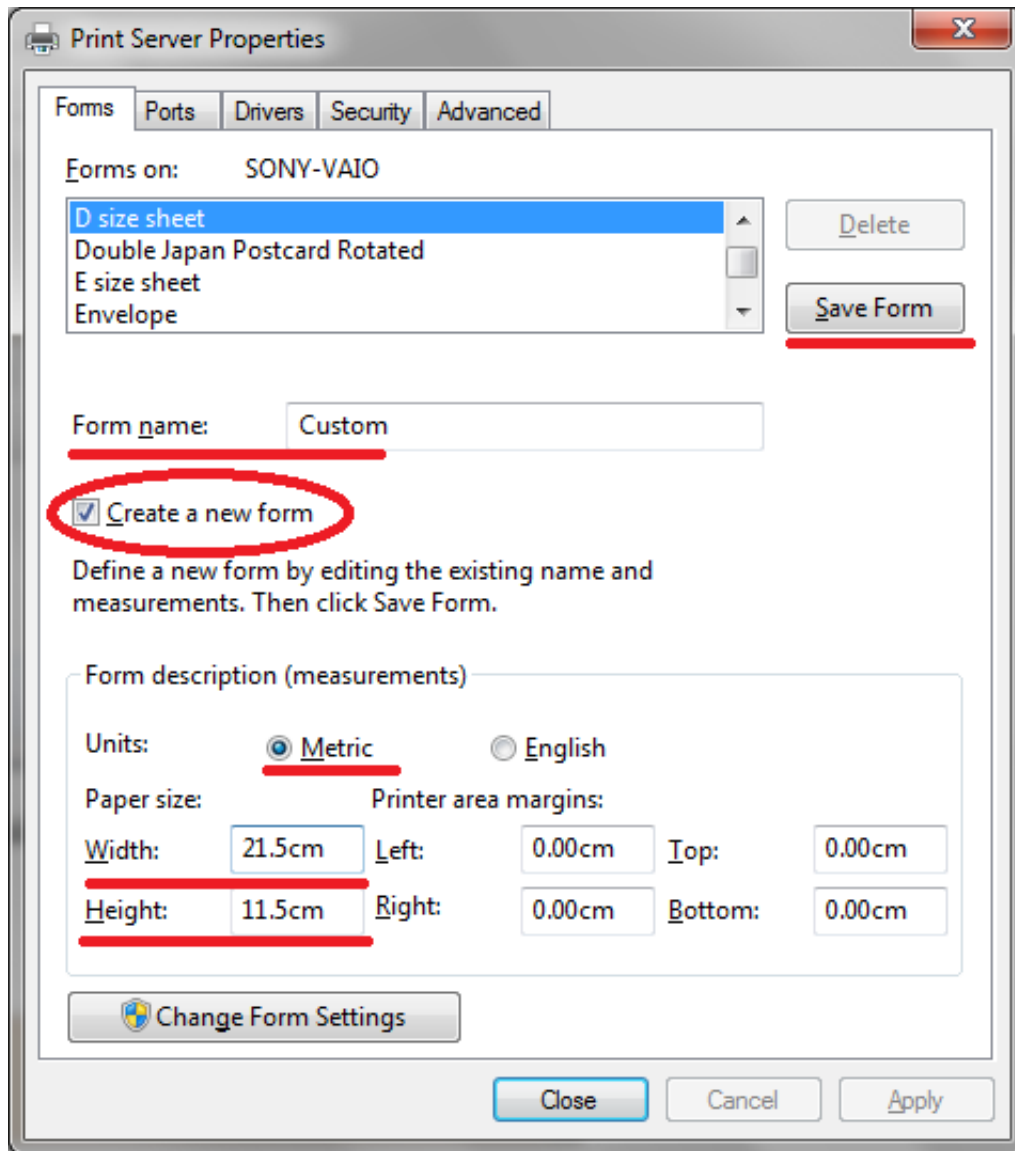 Print Server Properties
Forms Ports Drivers Security Advanced
Forms on: SONY-VAIO
D size sheet
Double Japan Postcard Rotated
E size sheet
Envelope
Delete
Save Form
Form name: Custom
Create a new form
Define a new form by editing the existing name and
measurements. Then click Save Form.
Form description (measurements)
Units: Metric English
Paper size: Printer area margins:
Width: 21.5cm Left: 0.00cm Top: 0.00cm
Height: 11.5cm Right: 0.00cm Bottom: 0.00cm
Change Form Settings
Close Cancel Apply